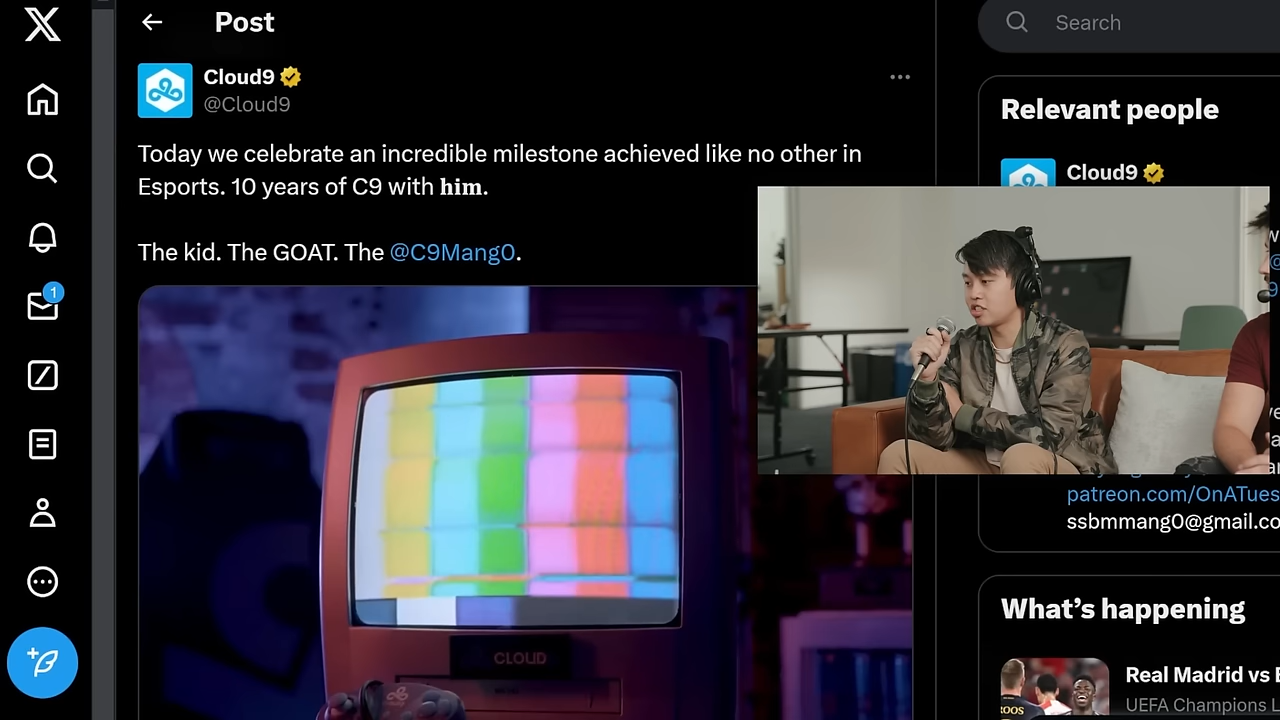 Post
Search
Cloud9
@Cloud9
Today we celebrate an incredible milestone achieved like no other in
Esports. 10 years of C9 with him.
The kid. The GOAT. The @C9Mang0.
CLOUD
Relevant people
Cloud9
patreon.com/OnATues
ssbmmang0@gmail.co
What's happening
Real Madrid vs
UEFA Champions L
1